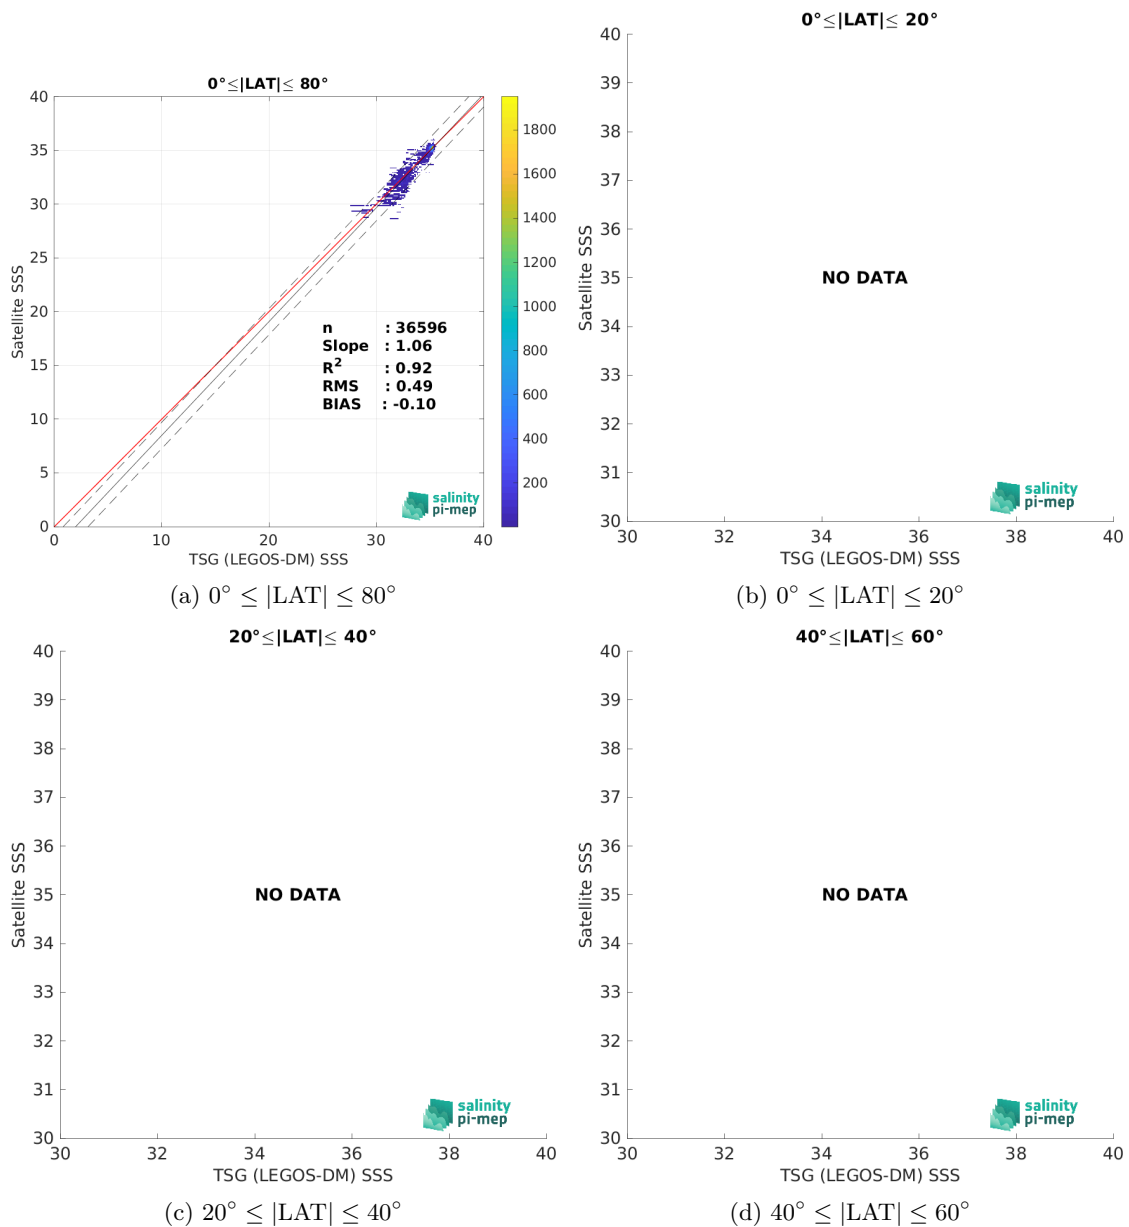 0°≤|LAT|≤ 80°
40
35
30
25
20
15
10
5
0
0
10
20
30
40
Satellite SSS
TSG (LEGOS-DM) SSS
n : 36596
Slope : 1.06
R² : 0.92
RMS : 0.49
BIAS : -0.10
salinity
pi-mep
1800
1600
1400
1200
1000
800
600
400
200
(a) 0° ≤ |LAT| ≤ 80°
0°≤|LAT|≤ 20°
40
39
38
37
36
35
34
33
32
31
30
30
32
34
36
38
40
Satellite SSS
NO DATA
salinity
pi-mep
TSG (LEGOS-DM) SSS
(b) 0° ≤ |LAT| ≤ 20°
20°≤|LAT|≤ 40°
40
39
38
37
36
35
34
33
32
31
30
30
32
34
36
38
40
Satellite SSS
NO DATA
salinity
pi-mep
TSG (LEGOS-DM) SSS
(c) 20° ≤ |LAT| ≤ 40°
40°≤|LAT|≤ 60°
40
39
38
37
36
35
34
33
32
31
30
30
32
34
36
38
40
Satellite SSS
NO DATA
salinity
pi-mep
TSG (LEGOS-DM) SSS
(d) 40° ≤ |LAT| ≤ 60°